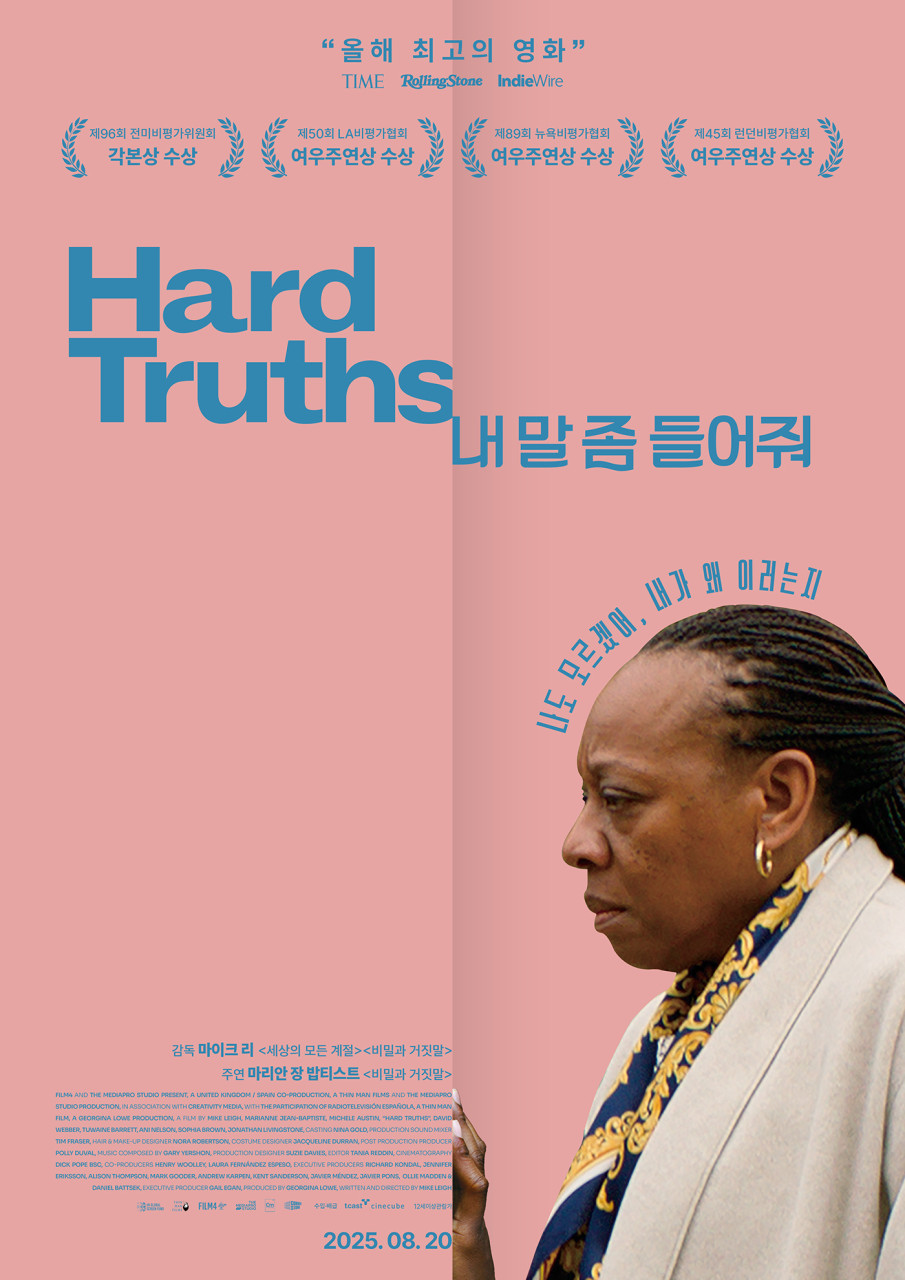 “올해 최고의 영화”
TIME RollingStone IndieWire
제96회 전미비평가위원회
각본상 수상
제50회 LA비평가협회
여우주연상 수상
제89회 뉴욕비평가협회
여우주연상 수상
제45회 런던비평가협회
여우주연상 수상
Hard
Truths
내 말 좀 들어줘
나도 모르겠어, 내가 왜 이러는지
감독 마이크 리 <세상의 모든 계절><비밀과 거짓말>
주연 마리안 장 밥티스트 <비밀과 거짓말>
FILM4 AND THE MEDIAPRO STUDIO PRESENT, A UNITED KINGDOM / SPAIN CO-PRODUCTION, A THIN MAN FILMS AND THE MEDIAPRO
STUDIO PRODUCTION, IN ASSOCIATION WITH CREATIVITY MEDIA, WITH THE PARTICIPATION OF RADIOTELEVISIÓN ESPAÑOLA, A THIN MAN
FILM, A GEORGINA LOWE PRODUCTION, A FILM BY MIKE LEIGH, MARIANNE JEAN-BAPTISTE, MICHELE AUSTIN, "HARD TRUTHS", DAVID
WEBBER, TUWAINE BARRETT, ANI NELSON, SOPHIA BROWN, JONATHAN LIVINGSTONE, CASTING NINA GOLD, PRODUCTION SOUND MIXER
TIM FRASER, HAIR & MAKE-UP DESIGNER NORA ROBERTSON, COSTUME DESIGNER JACQUELINE DURRAN, POST PRODUCTION PRODUCER
POLLY DUVAL, MUSIC COMPOSED BY GARY YERSHON, PRODUCTION DESIGNER SUZIE DAVIES, EDITOR TANIA REDDIN, CINEMATOGRAPHY
DICK POPE BSC, CO-PRODUCERS HENRY WOOLLEY, LAURA FERNÁNDEZ ESPESO, EXECUTIVE PRODUCERS RICHARD KONDAL, JENNIFER
ERIKSSON, ALISON THOMPSON, MARK GOODER, ANDREW KARPEN, KENT SANDERSON, JAVIER MÉNDEZ, JAVIER PONS, OLLIE MADDEN &
DANIEL BATTSEK, EXECUTIVE PRODUCER GAIL EGAN, PRODUCED BY GEORGINA LOWE, WRITTEN AND DIRECTED BY MIKE LEIGH
FILM4 수입·배급 tcast cinecube 12세이상관람가
2025. 08. 20